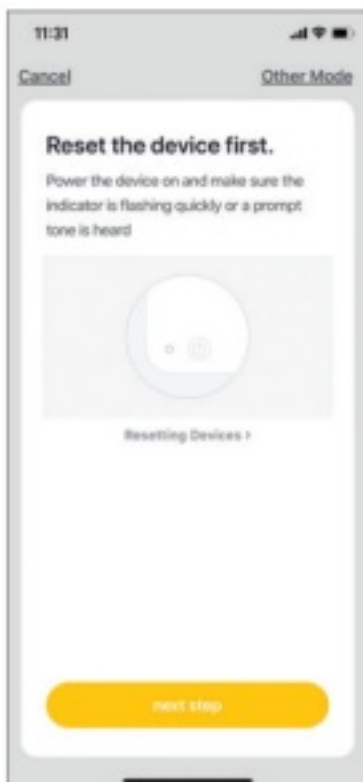 11:31
Cancel Other Mode
Reset the device first.
Power the device on and make sure the
indicator is flashing quickly or a prompt
tone is heard
Resetting Devices >
next step